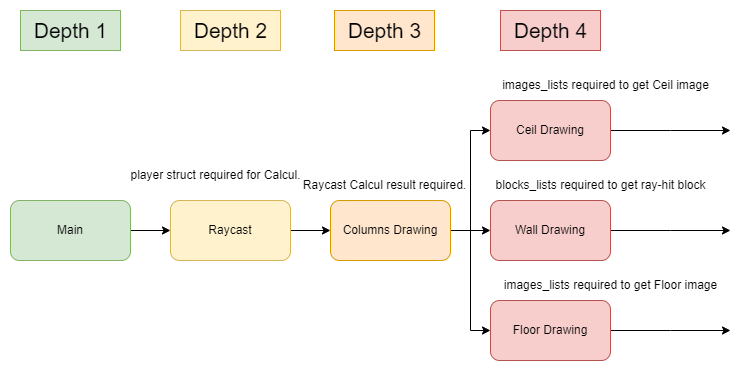 Depth 1
Depth 2
Depth 3
Depth 4
images_lists required to get Ceil image
Ceil Drawing
player struct required for Calcul.
Raycast Calcul result required.
blocks_lists required to get ray-hit block
Main
Raycast
Columns Drawing
Wall Drawing
images_lists required to get Floor image
Floor Drawing